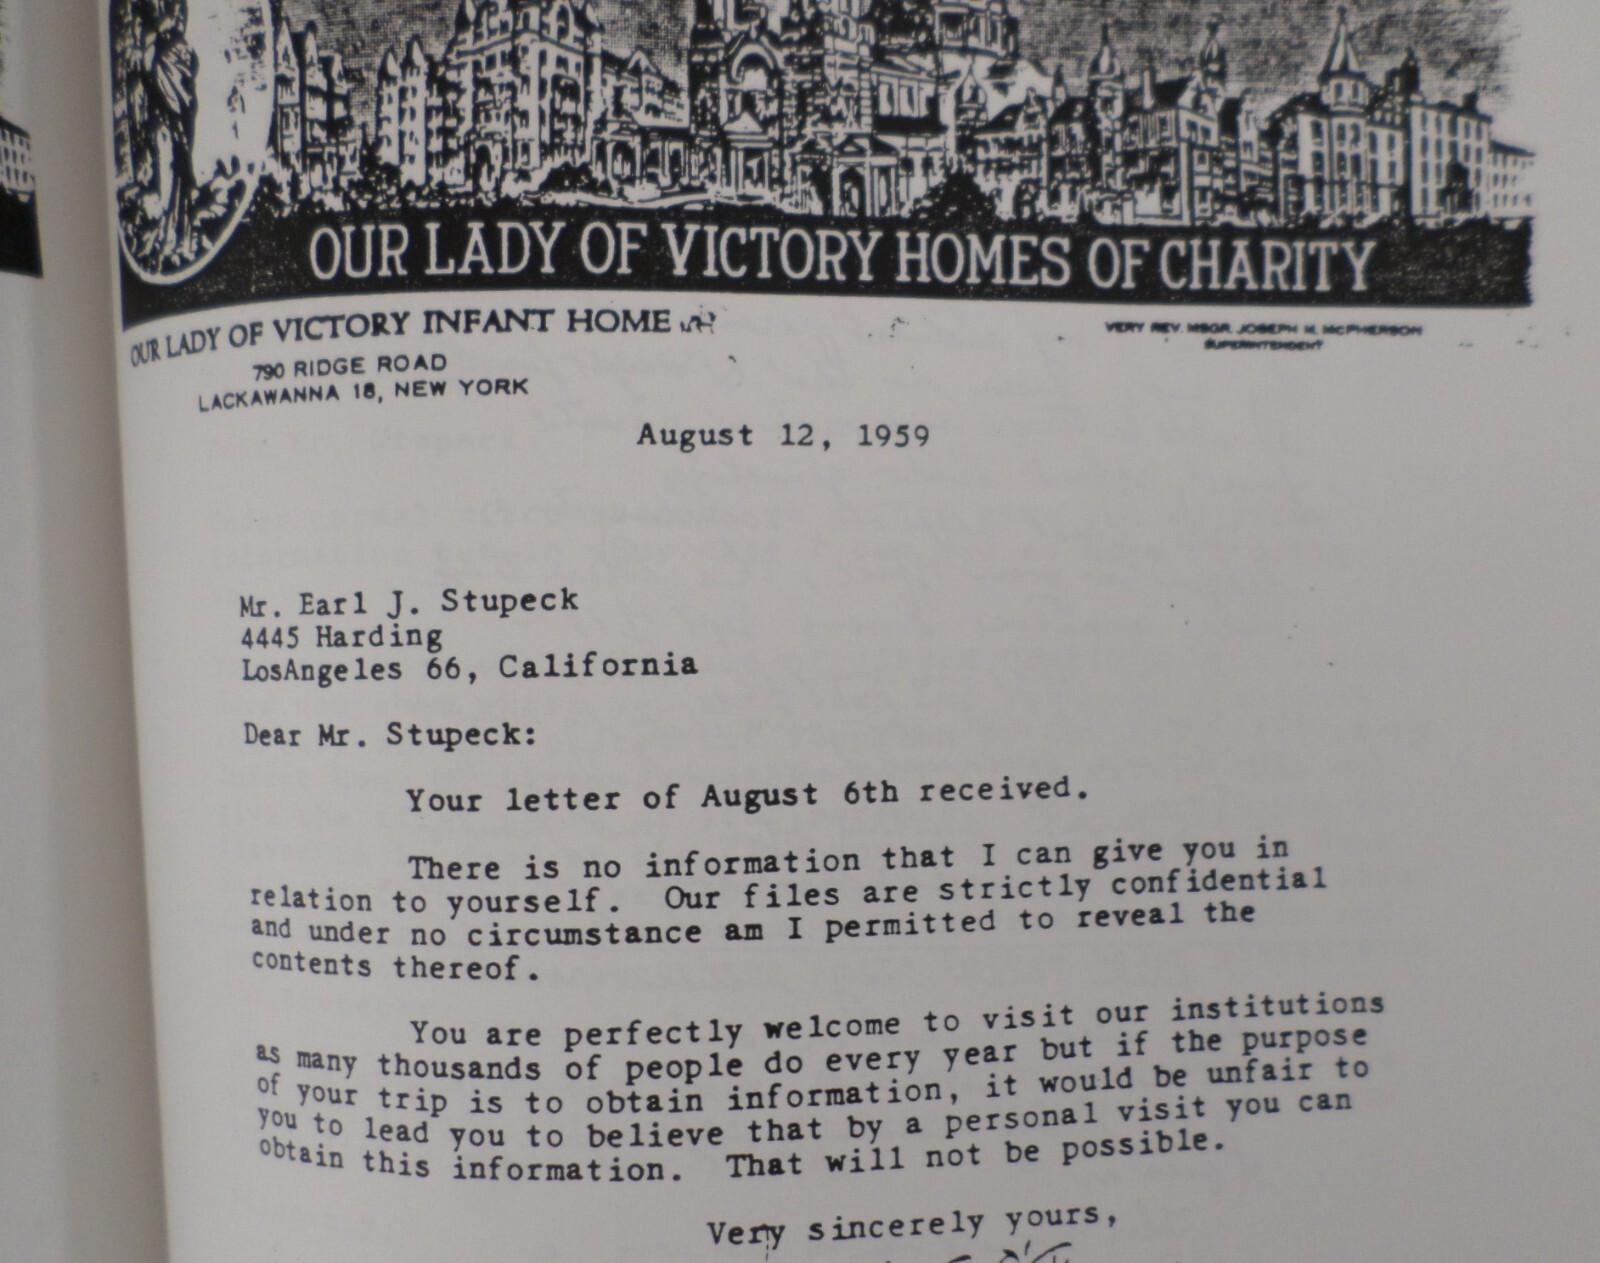 OUR LADY OF VICTORY HOMES OF CHARITY
OUR LADY OF VICTORY INFANT HOME
790 RIDGE ROAD
LACKAWANNA 18, NEW YORK
VERY REV. MSGR. JOSEPH M. McPHERSON
SUPERINTENDENT
August 12, 1959
Mr. Earl J. Stupeck
4445 Harding
LosAngeles 66, California
Dear Mr. Stupeck:
Your letter of August 6th received.
There is no information that I can give you in
relation to yourself. Our files are strictly confidential
and under no circumstance am I permitted to reveal the
contents thereof.
You are perfectly welcome to visit our institutions
as many thousands of people do every year but if the purpose
of your trip is to obtain information, it would be unfair to
you to lead you to believe that by a personal visit you can
obtain this information. That will not be possible.
Very sincerely yours,